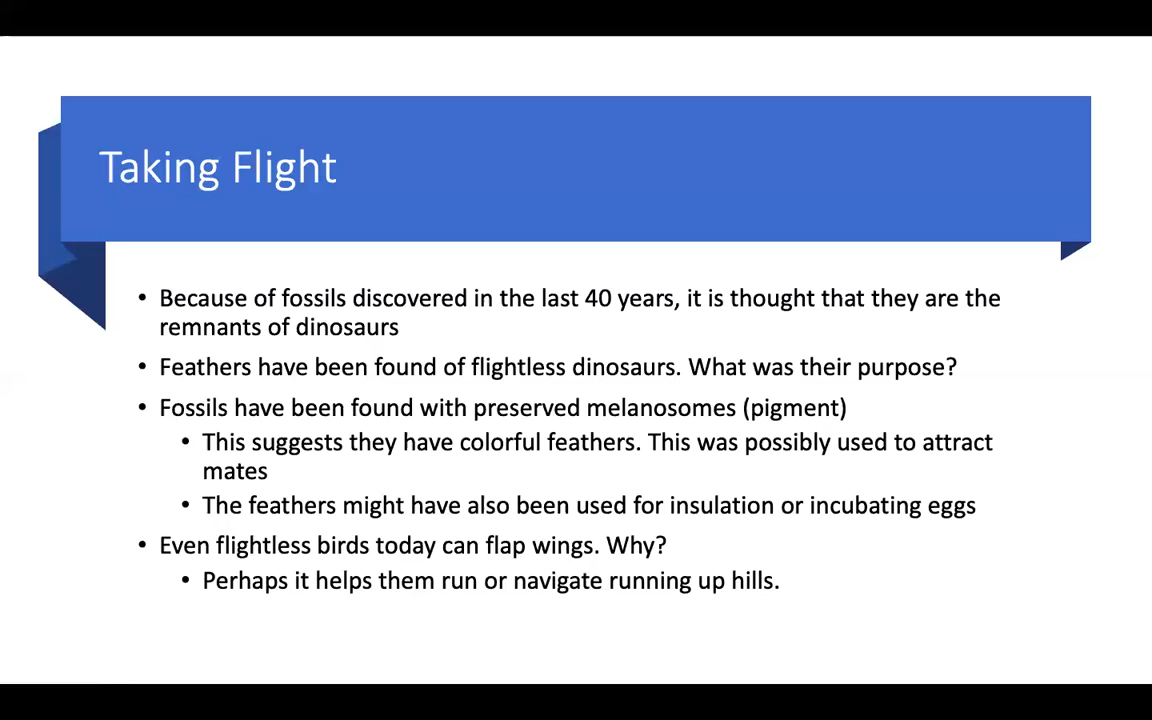 Taking Flight
• Because of fossils discovered in the last 40 years, it is thought that they are the
remnants of dinosaurs
• Feathers have been found of flightless dinosaurs. What was their purpose?
• Fossils have been found with preserved melanosomes (pigment)
• This suggests they have colorful feathers. This was possibly used to attract
mates
• The feathers might have also been used for insulation or incubating eggs
• Even flightless birds today can flap wings. Why?
• Perhaps it helps them run or navigate running up hills.